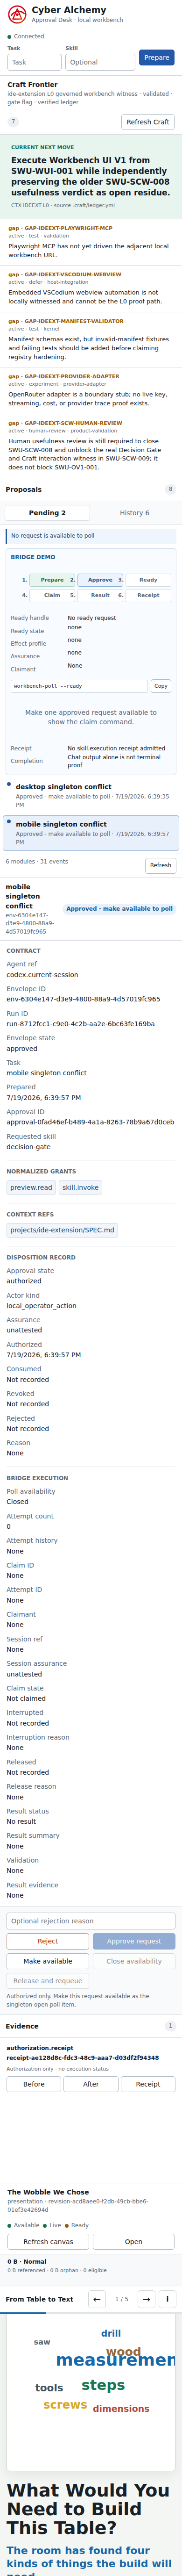 Cyber Alchemy
Approval Desk · local workbench
Connected
Task
Skill
Task
Optional
Prepare
Craft Frontier
ide-extension L0 governed workbench witness · validated ·
gate flag · verified ledger
7
Refresh Craft
CURRENT NEXT MOVE
Execute Workbench UI V1 from
SWU-WUI-001 while independently
preserving the older SWU-SCW-008
usefulness verdict as open residue.
CTX-IDEEXT-L0 · source .craft/ledger.yml
gap · GAP-IDEEXT-PLAYWRIGHT-MCP
active · test · validation
Playwright MCP has not yet driven the adjacent local
workbench URL.
gap · GAP-IDEEXT-VSCODIUM-WEBVIEW
active · defer · host-integration
Embedded VSCodium webview automation is not
locally witnessed and cannot be the L0 proof path.
gap · GAP-IDEEXT-MANIFEST-VALIDATOR
active · test · kernel
Manifest schemas exist, but invalid-manifest fixtures
and failing tests should be added before claiming
registry hardening.
gap · GAP-IDEEXT-PROVIDER-ADAPTER
active · experiment · provider-adapter
OpenRouter adapter is a boundary stub; no live key,
streaming, cost, or provider trace proof exists.
gap · GAP-IDEEXT-SCW-HUMAN-REVIEW
active · human-review · product-validation
Human usefulness review is still required to close
SWU-SCW-008 and unblock the real Decision Gate
and Craft interaction witness in SWU-SCW-009; it
does not block SWU-OV1-001.
Proposals
8
Pending 2
History 6
No request is available to poll
BRIDGE DEMO
1. Prepare
2. Approve
3. Ready
4. Claim
5. Result
6. Receipt
Ready handle
No ready request
Ready state
none
Effect profile
none
Assurance
none
Claimant
None
workbench-poll --ready
Copy
Make one approved request available to
show the claim command.
Receipt
No skill.execution receipt admitted
Completion
Chat output alone is not terminal
proof
desktop singleton conflict
Approved · make available to poll · 7/19/2026, 6:39:35
PM
mobile singleton conflict
Approved · make available to poll · 7/19/2026, 6:39:57
PM
6 modules · 31 events
Refresh
mobile
singleton
conflict
env-6304e147-
d3e9-4800-88a9-
4d57019fc965
Approved - make available to poll
CONTRACT
Agent ref
codex.current-session
Envelope ID
env-6304e147-d3e9-4800-88a9-4d57019fc965
Run ID
run-8712fcc1-c9e0-4c2b-aa2e-6bc63fe169ba
Envelope state
approved
Task
mobile singleton conflict
Prepared
7/19/2026, 6:39:57 PM
Approval ID
approval-0fad46ef-b489-4a1a-8263-78b9a67d0ceb
Requested skill
decision-gate
NORMALIZED GRANTS
preview.read
skill.invoke
CONTEXT REFS
projects/ide-extension/SPEC.md
DISPOSITION RECORD
Approval state
authorized
Actor kind
local_operator_action
Assurance
unattested
Authorized
7/19/2026, 6:39:57 PM
Consumed
Not recorded
Revoked
Not recorded
Rejected
Not recorded
Reason
None
BRIDGE EXECUTION
Poll availability
Closed
Attempt count
0
Attempt history
None
Claim ID
None
Attempt ID
None
Claimant
None
Session ref
None
Session assurance
unattested
Claim state
Not claimed
Interrupted
Not recorded
Interruption reason
None
Released
Not recorded
Release reason
None
Result status
No result
Result summary
None
Validation
None
Result evidence
None
Optional rejection reason
Reject
Approve request
Make available
Close availability
Release and requeue
Authorized only. Make this request available as the
singleton open poll item.
Evidence
1
authorization.receipt
receipt-ae128d8c-fdc3-48c9-aaa7-d03df2f94348
Authorization only · no execution status
Before
After
Receipt
The Wobble We Chose
presentation · revision-acd8aee0-f2db-49cb-bbe6-
01ef3e42694d
Available
Live
Ready
Refresh canvas
Open
0 B · Normal
0 B referenced · 0 B orphan · 0 eligible
From Table to Text
←
1 / 5
→
i
drill
saw
wood
measuremen
tools
steps
screws
dimensions
What Would You
Need to Build
This Table?
The room has found four
kinds of things the build will